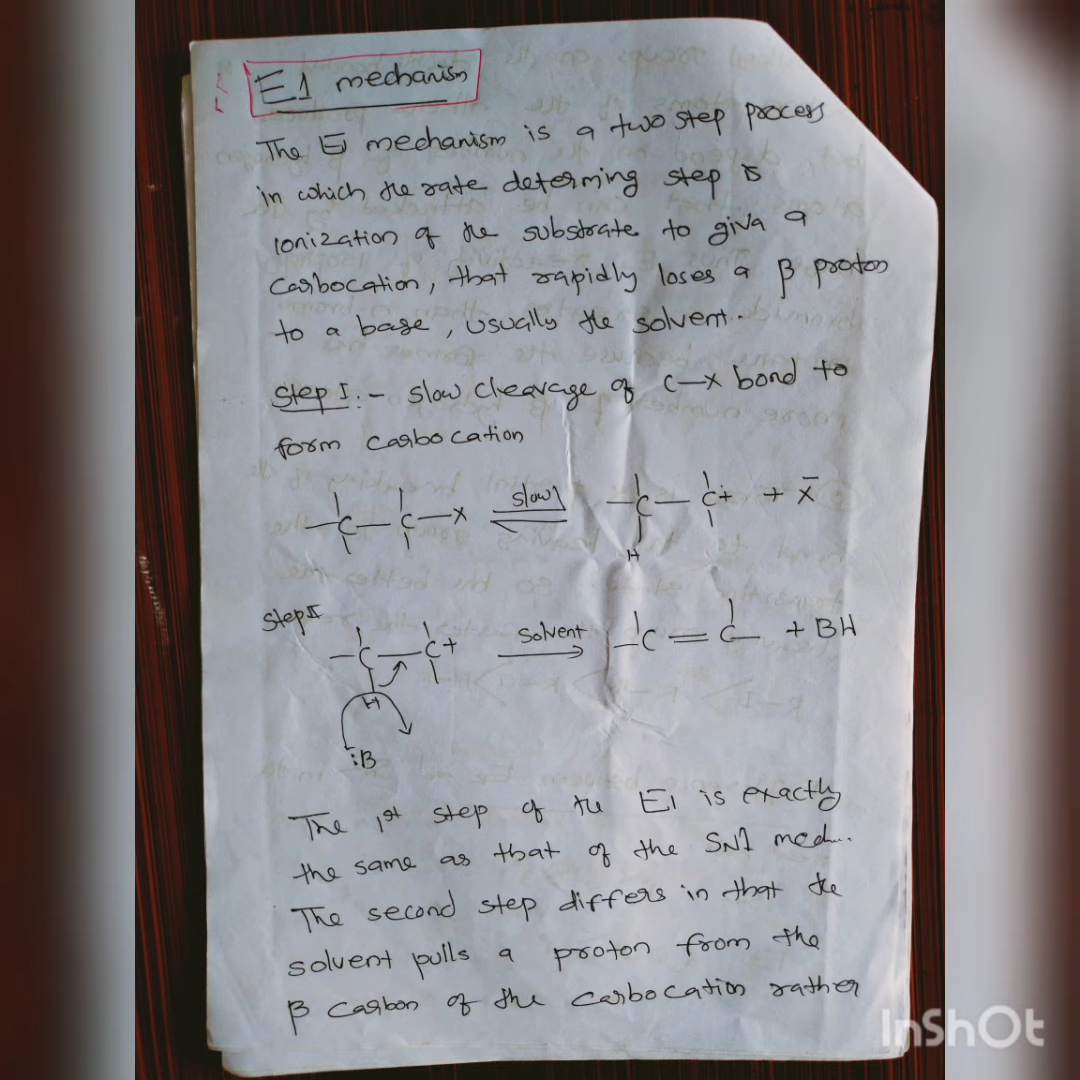 E1 mechanism
The E1 mechanism is a two step process
in which the rate determing step is
ionization of the substrate to giva a
carbocation, that rapidly loses a β proton
to a base, usually the solvent.
Step I :- slow cleavage of C-X bond to
form carbocation
-C-C-X slow -C-C+ + X̄
H
Step II
-C-C+ solvent -C=C- + BH
H
:B
The 1st step of the E1 is exactly
the same as that of the SN1 mech..
The second step differs in that the
solvent pulls a proton from the
β carbon of the carbocation rather
InShOt